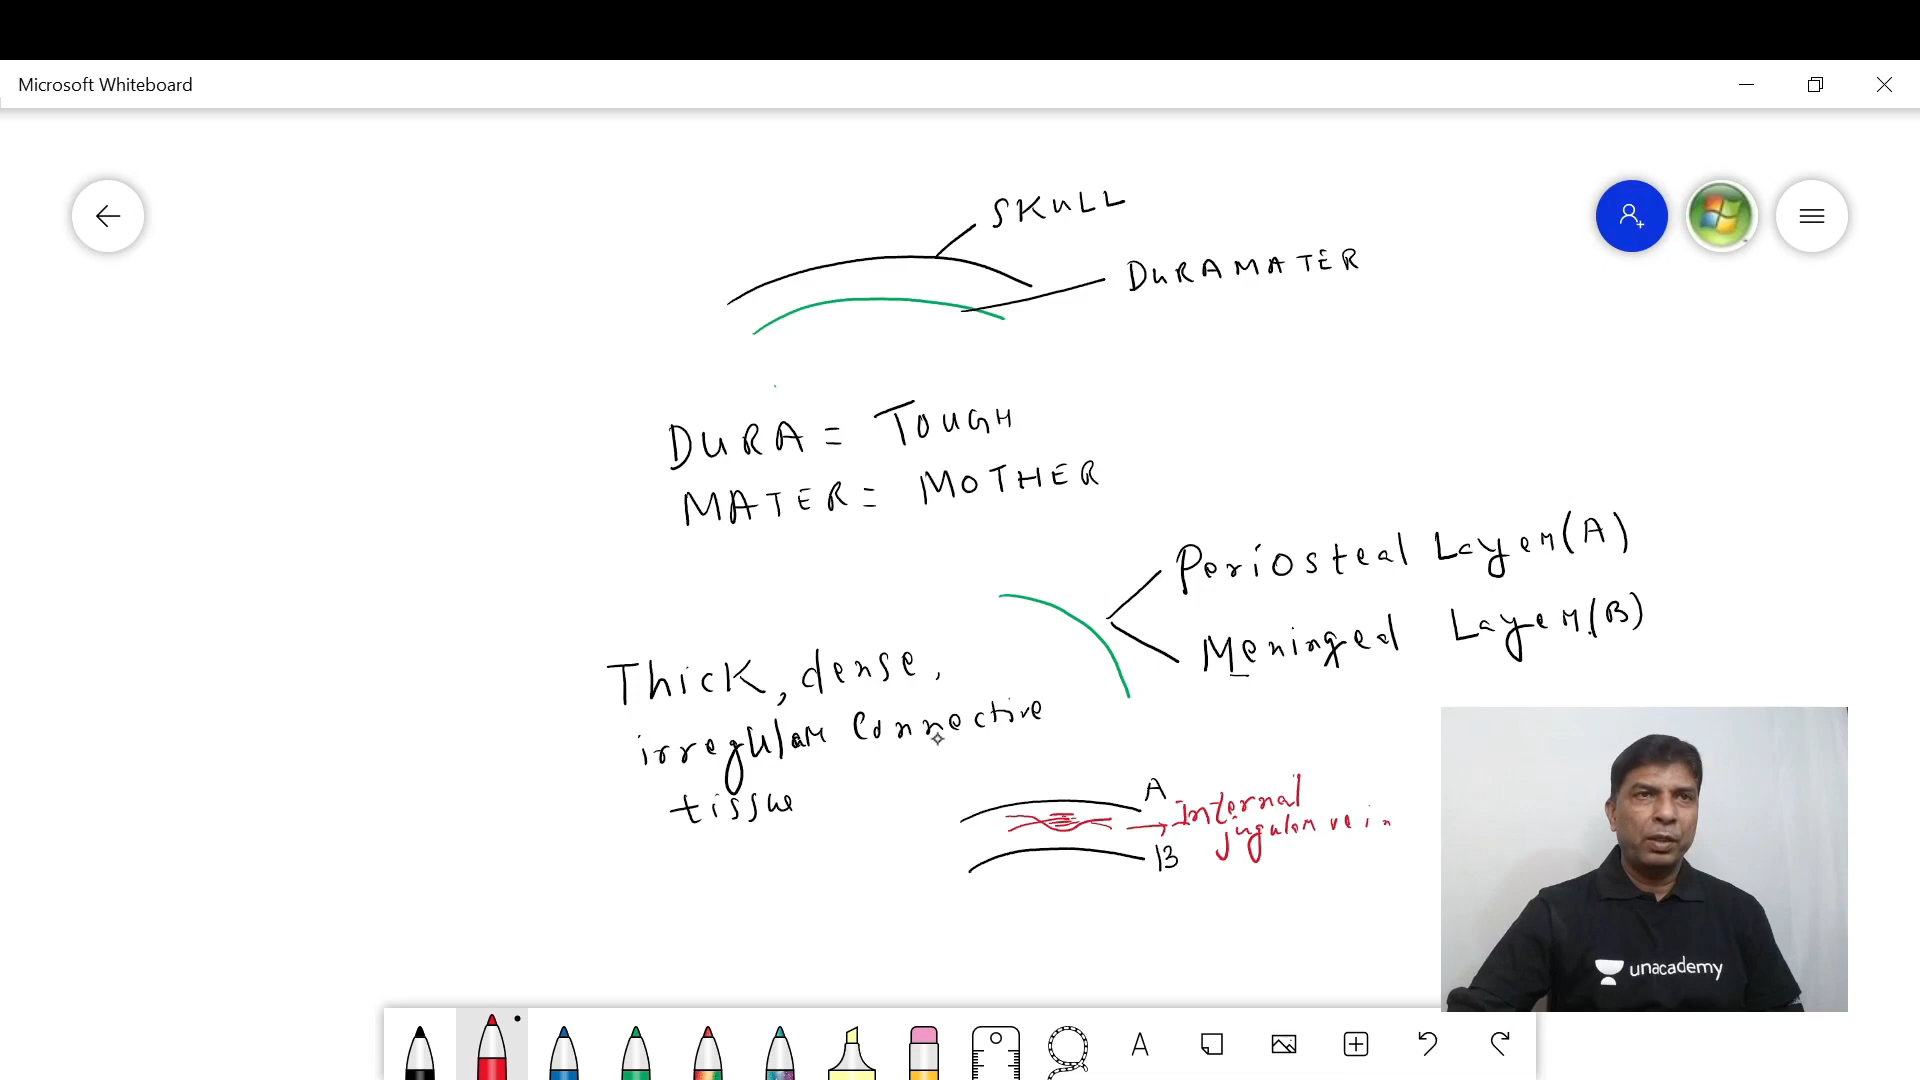 Microsoft Whiteboard
SKULL
DURAMATER
DURA = TOUGH
MATER = MOTHER
Periosteal Layer (A)
Meningeal Layer (B)
Thick, dense,
irregular Connective
tissue
A
Internal
jugular vein
B
unacademy
A